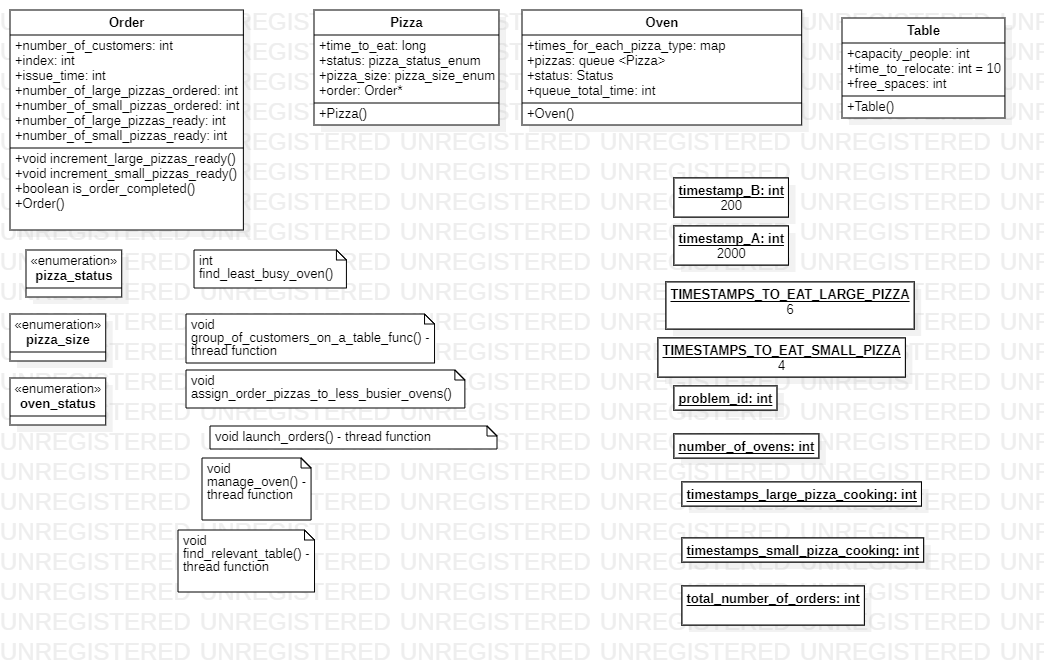 Order
+number_of_customers: int
+index: int
+issue_time: int
+number_of_large_pizzas_ordered: int
+number_of_small_pizzas_ordered: int
+number_of_large_pizzas_ready: int
+number_of_small_pizzas_ready: int
+void increment_large_pizzas_ready()
+void increment_small_pizzas_ready()
+boolean is_order_completed()
+Order()
Pizza
+time_to_eat: long
+status: pizza_status_enum
+pizza_size: pizza_size_enum
+order: Order*
+Pizza()
Oven
+times_for_each_pizza_type: map
+pizzas: queue <Pizza>
+status: Status
+queue_total_time: int
+Oven()
Table
+capacity_people: int
+time_to_relocate: int = 10
+free_spaces: int
+Table()
«enumeration»
pizza_status
«enumeration»
pizza_size
«enumeration»
oven_status
int
find_least_busy_oven()
void
group_of_customers_on_a_table_func() -
thread function
void
assign_order_pizzas_to_less_busier_ovens()
void launch_orders() - thread function
void
manage_oven() -
thread function
void
find_relevant_table() -
thread function
timestamp_B: int
200
timestamp_A: int
2000
TIMESTAMPS_TO_EAT_LARGE_PIZZA
6
TIMESTAMPS_TO_EAT_SMALL_PIZZA
4
problem_id: int
number_of_ovens: int
timestamps_large_pizza_cooking: int
timestamps_small_pizza_cooking: int
total_number_of_orders: int
UNREGISTERED